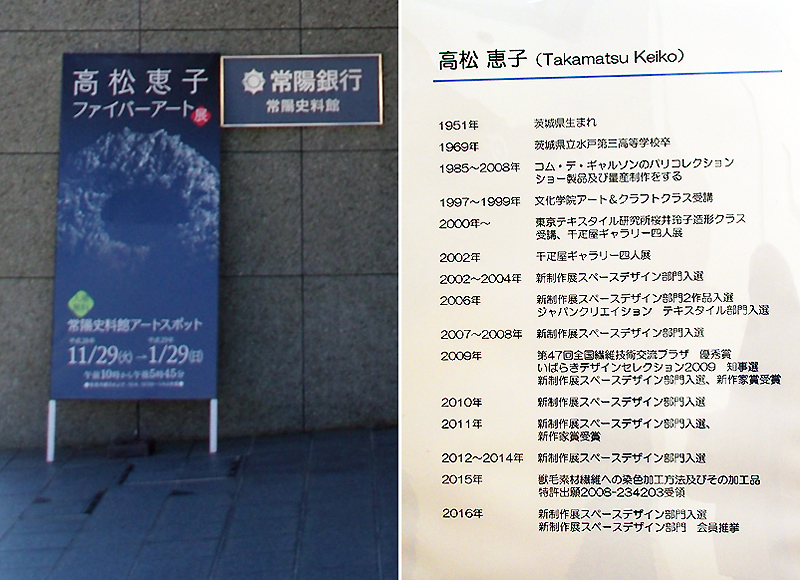 高松恵子
ファイバーアート展
常陽銀行
常陽史料館
常陽史料館アートスポット
平成28年 平成29年
11/29(火)→1/29(日)
午前10時から午後5時45分
高松 恵子（Takamatsu Keiko）
1951年 茨城県生まれ
1969年 茨城県立水戸第三高等学校卒
1985～2008年 コム・デ・ギャルソンのパリコレクション
ショー製品及び量産制作をする
1997～1999年 文化学院アート＆クラフトクラス受講
2000年～ 東京テキスタイル研究所桜井玲子造形クラス
受講、千疋屋ギャラリー四人展
2002年 千疋屋ギャラリー四人展
2002～2004年 新制作展スペースデザイン部門入選
2006年 新制作展スペースデザイン部門2作品入選
ジャパンクリエイション テキスタイル部門入選
2007～2008年 新制作展スペースデザイン部門入選
2009年 第47回全国繊維技術交流プラザ 優秀賞
いばらきデザインセレクション2009 知事選
新制作展スペースデザイン部門入選、新作家賞受賞
2010年 新制作展スペースデザイン部門入選
2011年 新制作展スペースデザイン部門入選、
新作家賞受賞
2012～2014年 新制作展スペースデザイン部門入選
2015年 獣毛素材繊維への染色加工方法及びその加工品
特許出願2008-234203受領
2016年 新制作展スペースデザイン部門入選
新制作展スペースデザイン部門 会員推挙